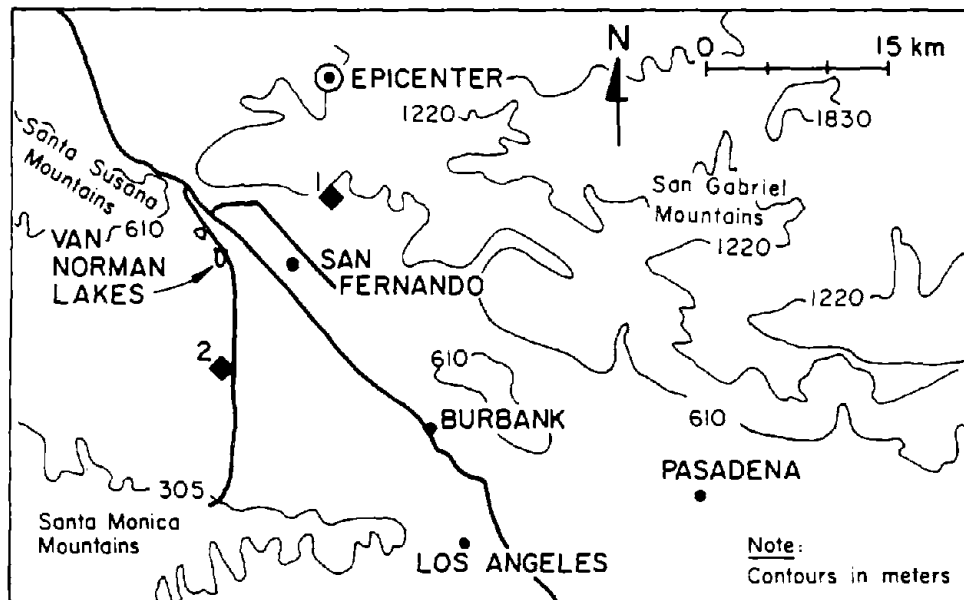 N
0 15 km
EPICENTER
1220
1830
Santa Susana
Mountains
1
San Gabriel
Mountains
610
1220
VAN
NORMAN
LAKES
SAN
FERNANDO
1220
2
610
BURBANK
610
PASADENA
305
Santa Monica
Mountains
LOS ANGELES
Note:
Contours in meters